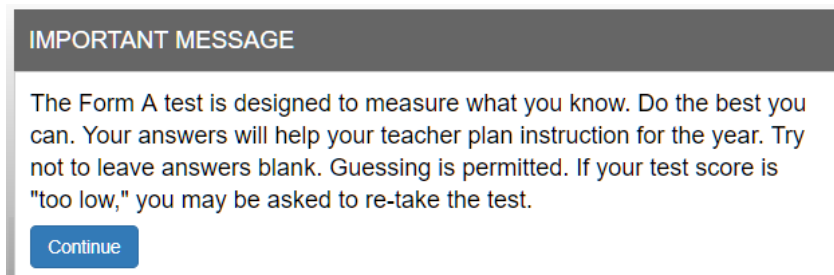 IMPORTANT MESSAGE
The Form A test is designed to measure what you know. Do the best you
can. Your answers will help your teacher plan instruction for the year. Try
not to leave answers blank. Guessing is permitted. If your test score is
"too low," you may be asked to re-take the test.
Continue